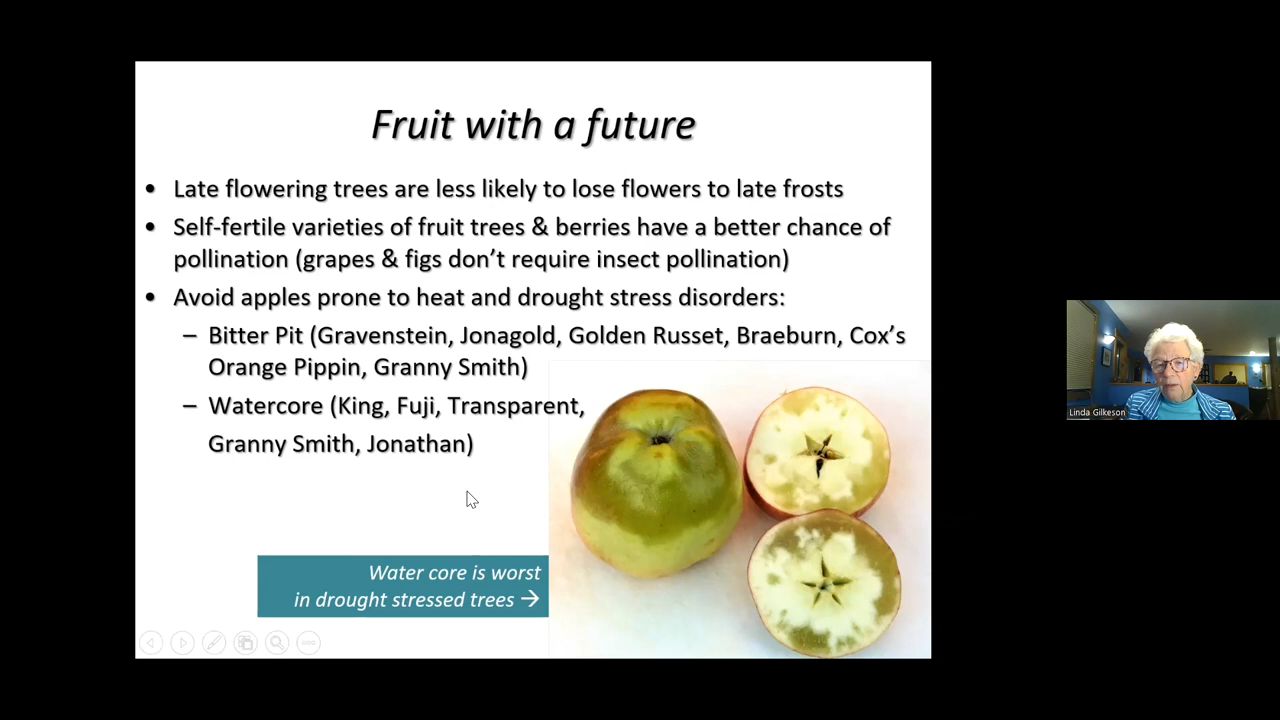 Fruit with a future
• Late flowering trees are less likely to lose flowers to late frosts
• Self-fertile varieties of fruit trees & berries have a better chance of
pollination (grapes & figs don’t require insect pollination)
• Avoid apples prone to heat and drought stress disorders:
– Bitter Pit (Gravenstein, Jonagold, Golden Russet, Braeburn, Cox’s
Orange Pippin, Granny Smith)
– Watercore (King, Fuji, Transparent,
Granny Smith, Jonathan)
Water core is worst
in drought stressed trees →
Linda Gilkeson